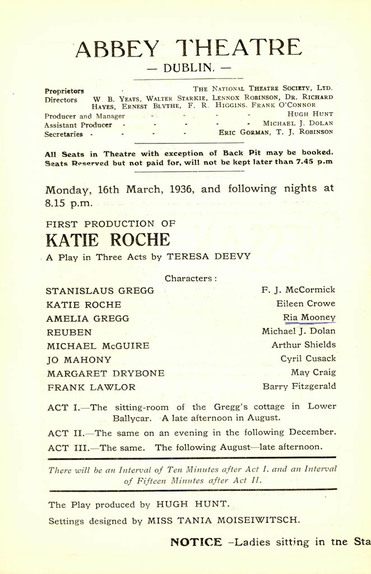 ABBEY THEATRE
— DUBLIN. —
Proprietors - - - THE NATIONAL THEATRE SOCIETY, LTD.
Directors W. B. YEATS, WALTER STARKIE, LENNOX ROBINSON, DR. RICHARD
HAYES, ERNEST BLYTHE, F. R. HIGGINS. FRANK O'CONNOR
Producer and Manager - - - - HUGH HUNT
Assistant Producer - - - - MICHAEL J. DOLAN
Secretaries - - - - ERIC GORMAN, T. J. ROBINSON
All Seats in Theatre with exception of Back Pit may be booked.
Seats Reserved but not paid for, will not be kept later than 7.45 p.m
Monday, 16th March, 1936, and following nights at
8.15 p.m.
FIRST PRODUCTION OF
KATIE ROCHE
A Play in Three Acts by TERESA DEEVY
Characters :
STANISLAUS GREGG F. J. McCormick
KATIE ROCHE Eileen Crowe
AMELIA GREGG Ria Mooney
REUBEN Michael J. Dolan
MICHAEL McGUIRE Arthur Shields
JO MAHONY Cyril Cusack
MARGARET DRYBONE May Craig
FRANK LAWLOR Barry Fitzgerald
ACT I.—The sitting-room of the Gregg's cottage in Lower
Ballycar. A late afternoon in August.
ACT II.—The same on an evening in the following December.
ACT III.—The same. The following August—late afternoon.
There will be an Interval of Ten Minutes after Act I. and an Interval
of Fifteen Minutes after Act II.
The Play produced by HUGH HUNT.
Settings designed by MISS TANIA MOISEIWITSCH.
NOTICE –Ladies sitting in the Sta